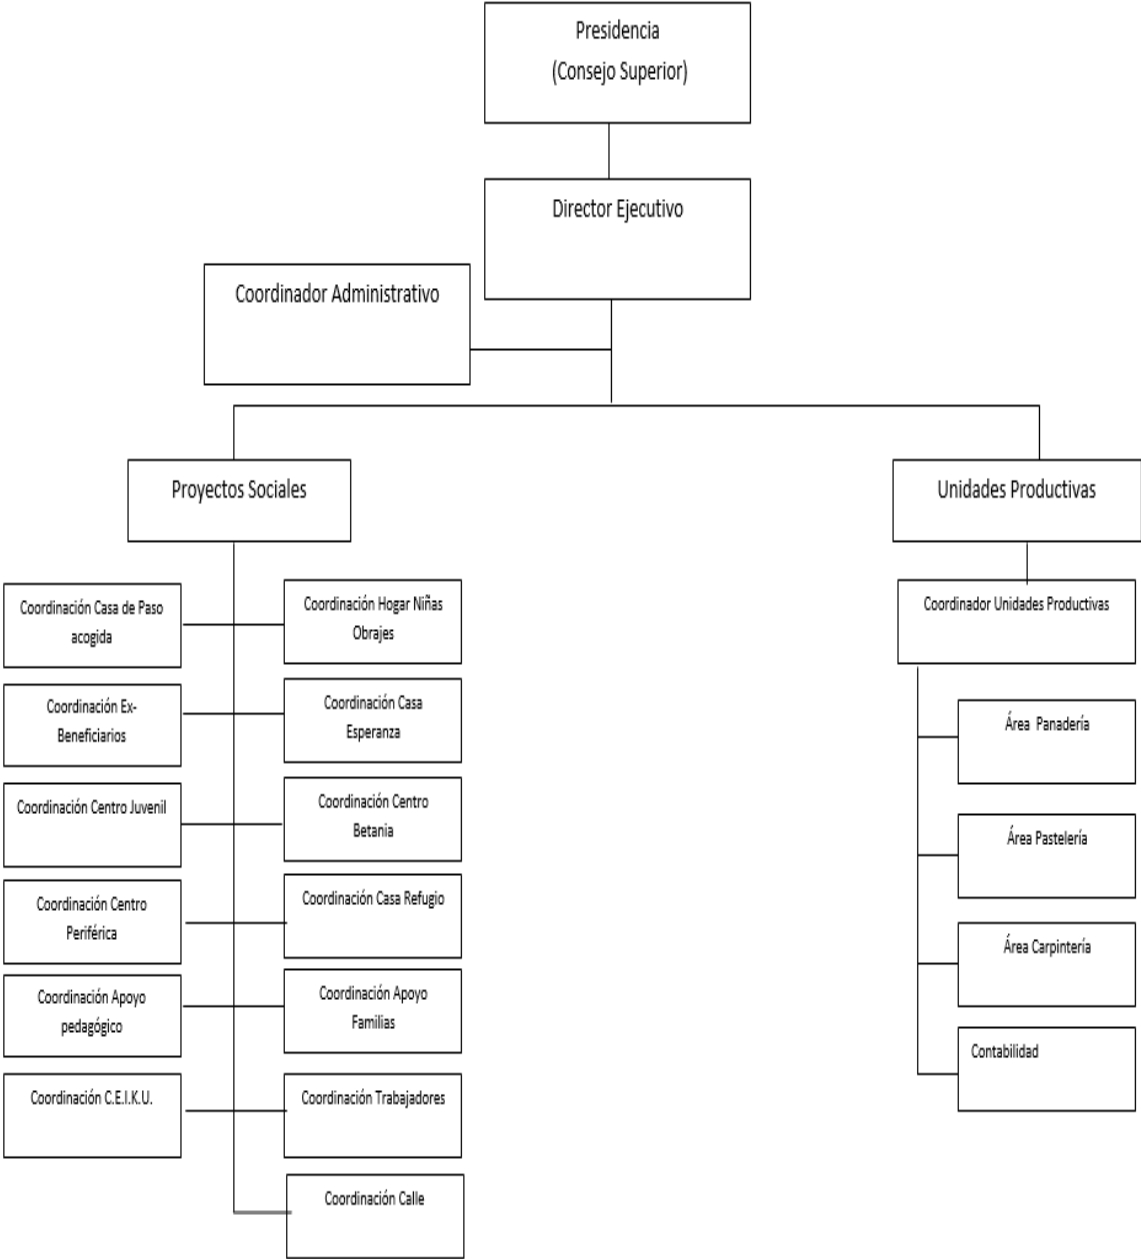 Presidencia
(Consejo Superior)
Director Ejecutivo
Coordinador Administrativo
Proyectos Sociales
Unidades Productivas
Coordinación Casa de Paso
acogida
Coordinación Hogar Niñas
Obrajes
Coordinador Unidades Productivas
Coordinación Ex-
Beneficiarios
Coordinación Casa
Esperanza
Área Panadería
Coordinación Centro Juvenil
Coordinación Centro
Betania
Área Pastelería
Coordinación Centro
Periférica
Coordinación Casa Refugio
Área Carpintería
Coordinación Apoyo
pedagógico
Coordinación Apoyo
Familias
Contabilidad
Coordinación C.E.I.K.U.
Coordinación Trabajadores
Coordinación Calle